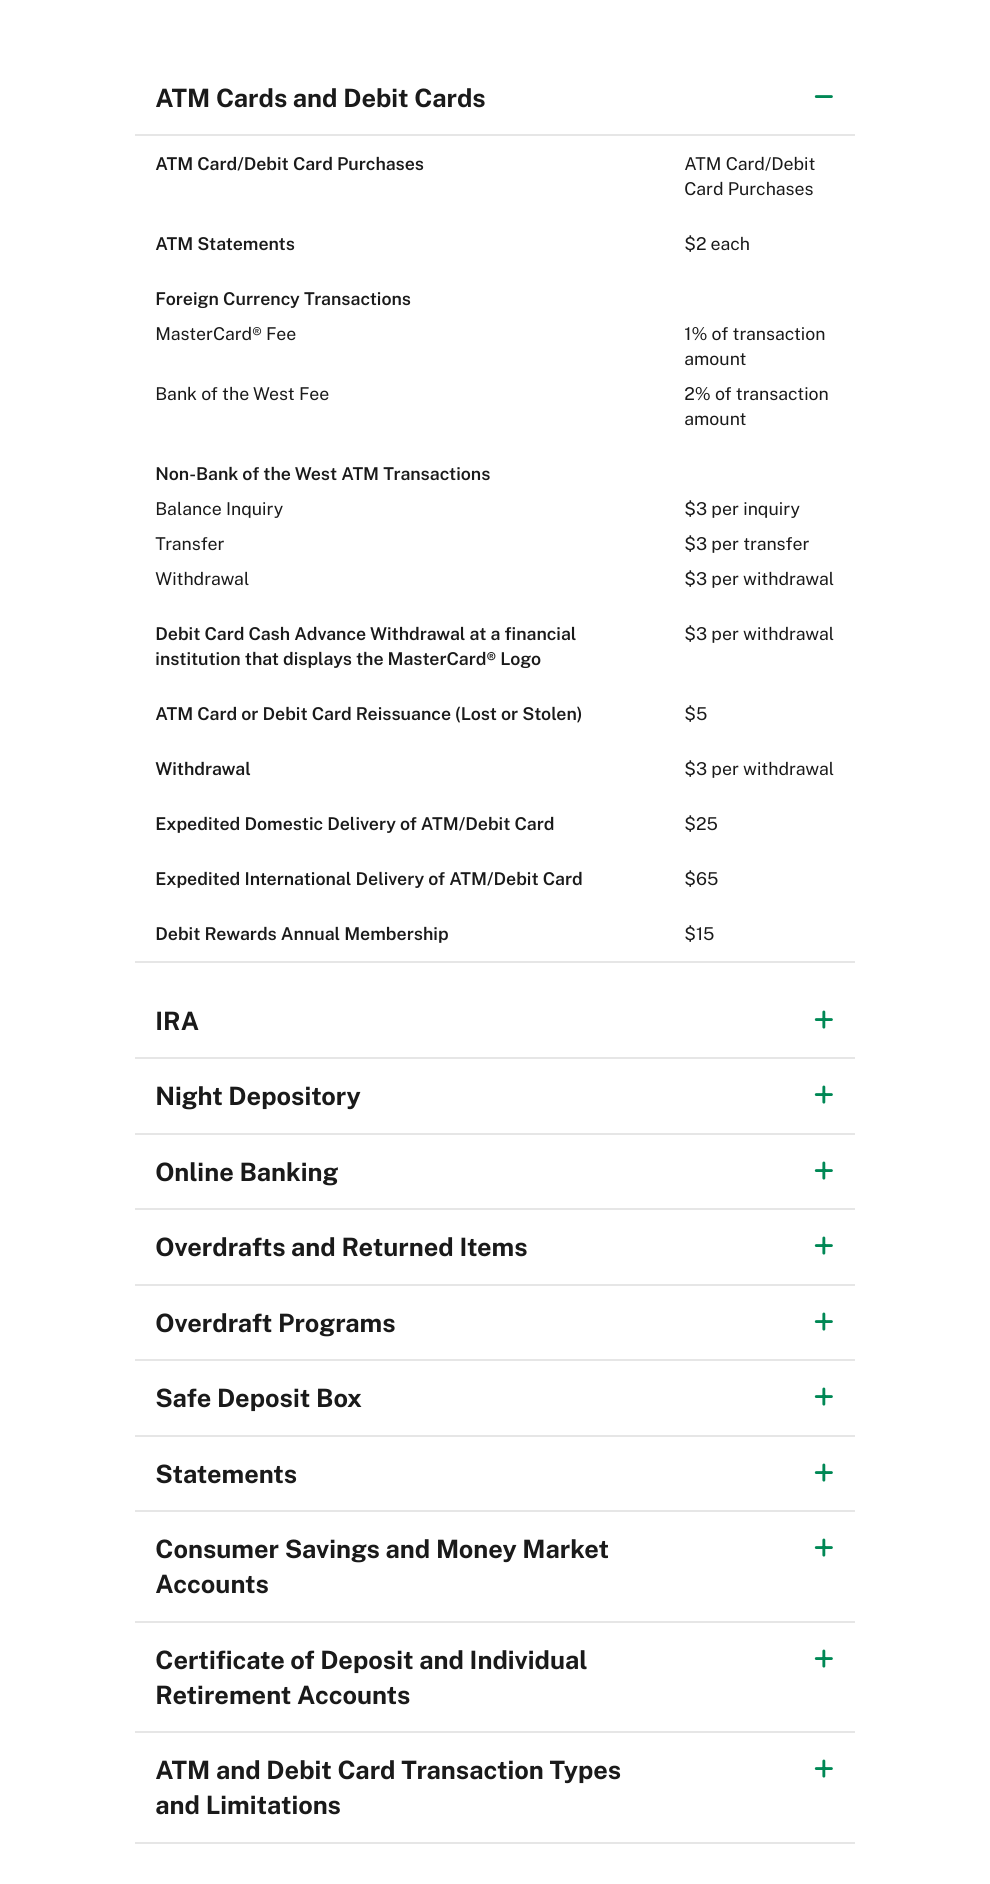 ATM Cards and Debit Cards
ATM Card/Debit Card Purchases
ATM Card/Debit
Card Purchases
ATM Statements
$2 each
Foreign Currency Transactions
MasterCard® Fee
1% of transaction
amount
Bank of the West Fee
2% of transaction
amount
Non-Bank of the West ATM Transactions
Balance Inquiry
$3 per inquiry
Transfer
$3 per transfer
Withdrawal
$3 per withdrawal
Debit Card Cash Advance Withdrawal at a financial
institution that displays the MasterCard® Logo
$3 per withdrawal
ATM Card or Debit Card Reissuance (Lost or Stolen)
$5
Withdrawal
$3 per withdrawal
Expedited Domestic Delivery of ATM/Debit Card
$25
Expedited International Delivery of ATM/Debit Card
$65
Debit Rewards Annual Membership
$15
IRA
Night Depository
Online Banking
Overdrafts and Returned Items
Overdraft Programs
Safe Deposit Box
Statements
Consumer Savings and Money Market
Accounts
Certificate of Deposit and Individual
Retirement Accounts
ATM and Debit Card Transaction Types
and Limitations